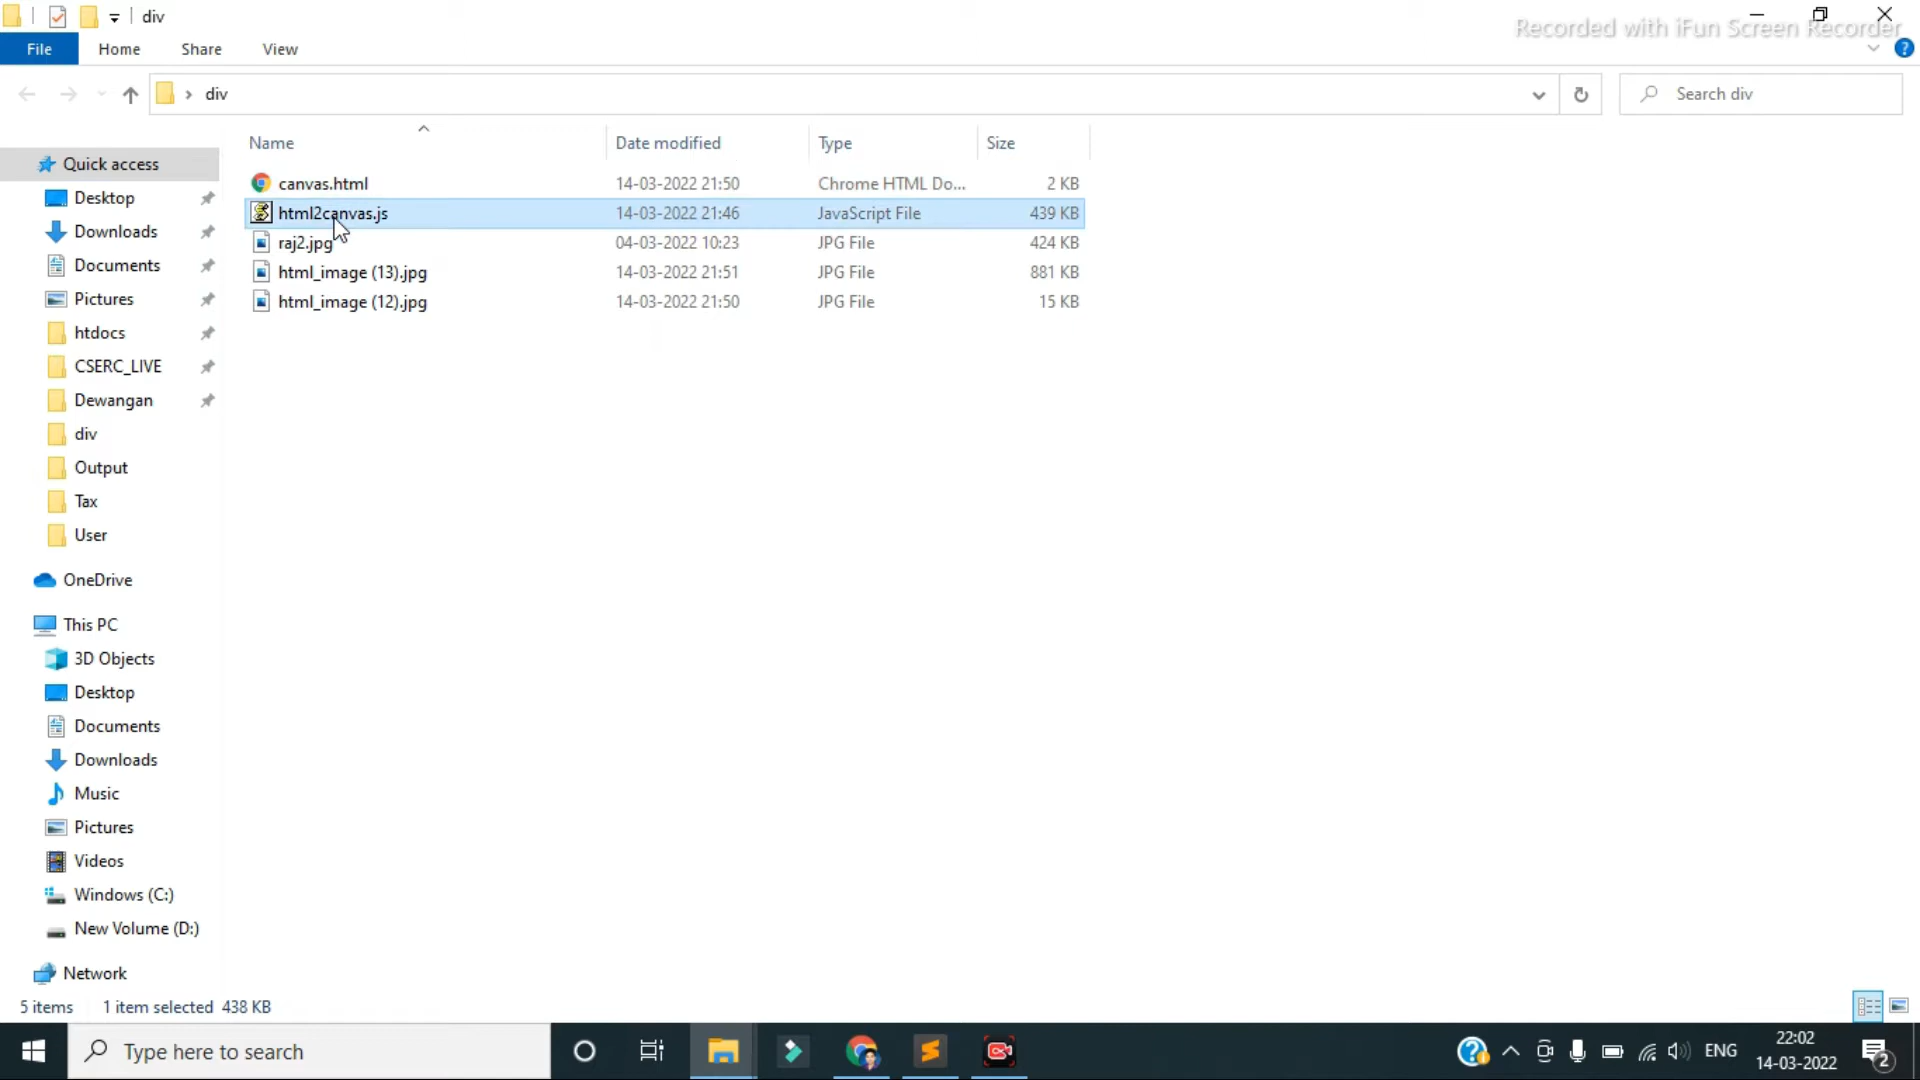 div
Recorded with iFun Screen Recorder
File Home Share View
div
Search div
Name Date modified Type Size
canvas.html 14-03-2022 21:50 Chrome HTML Do... 2 KB
html2canvas.js 14-03-2022 21:46 JavaScript File 439 KB
raj2.jpg 04-03-2022 10:23 JPG File 424 KB
html_image (13).jpg 14-03-2022 21:51 JPG File 881 KB
html_image (12).jpg 14-03-2022 21:50 JPG File 15 KB
Quick access
Desktop
Downloads
Documents
Pictures
htdocs
CSERC_LIVE
Dewangan
div
Output
Tax
User
OneDrive
This PC
3D Objects
Desktop
Documents
Downloads
Music
Pictures
Videos
Windows (C:)
New Volume (D:)
Network
5 items 1 item selected 438 KB
Type here to search
ENG
22:02
14-03-2022
2